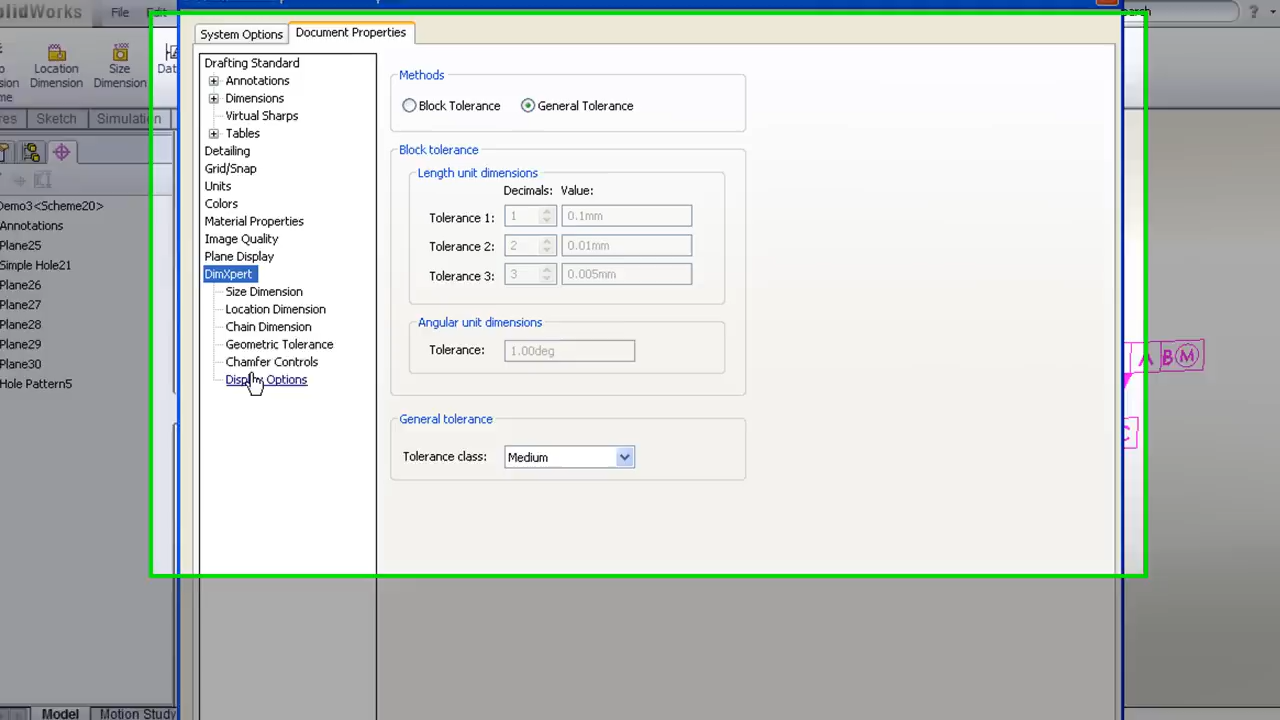 SolidWorks
File
Edit
?
Location
Dimension
Size
Dimension
Sketch
Simulation
System Options
Document Properties
Drafting Standard
Annotations
Dimensions
Virtual Sharps
Tables
Detailing
Grid/Snap
Units
Colors
Material Properties
Image Quality
Plane Display
DimXpert
Size Dimension
Location Dimension
Chain Dimension
Geometric Tolerance
Chamfer Controls
Display Options
Methods
Block Tolerance
General Tolerance
Block tolerance
Length unit dimensions
Decimals: Value:
Tolerance 1: 1 0.1mm
Tolerance 2: 2 0.01mm
Tolerance 3: 3 0.005mm
Angular unit dimensions
Tolerance: 1.00deg
General tolerance
Tolerance class: Medium
Demo3<Scheme20>
Annotations
Plane25
Simple Hole21
Plane26
Plane27
Plane28
Plane29
Plane30
Hole Pattern5
A B M
C
Model
Motion Study